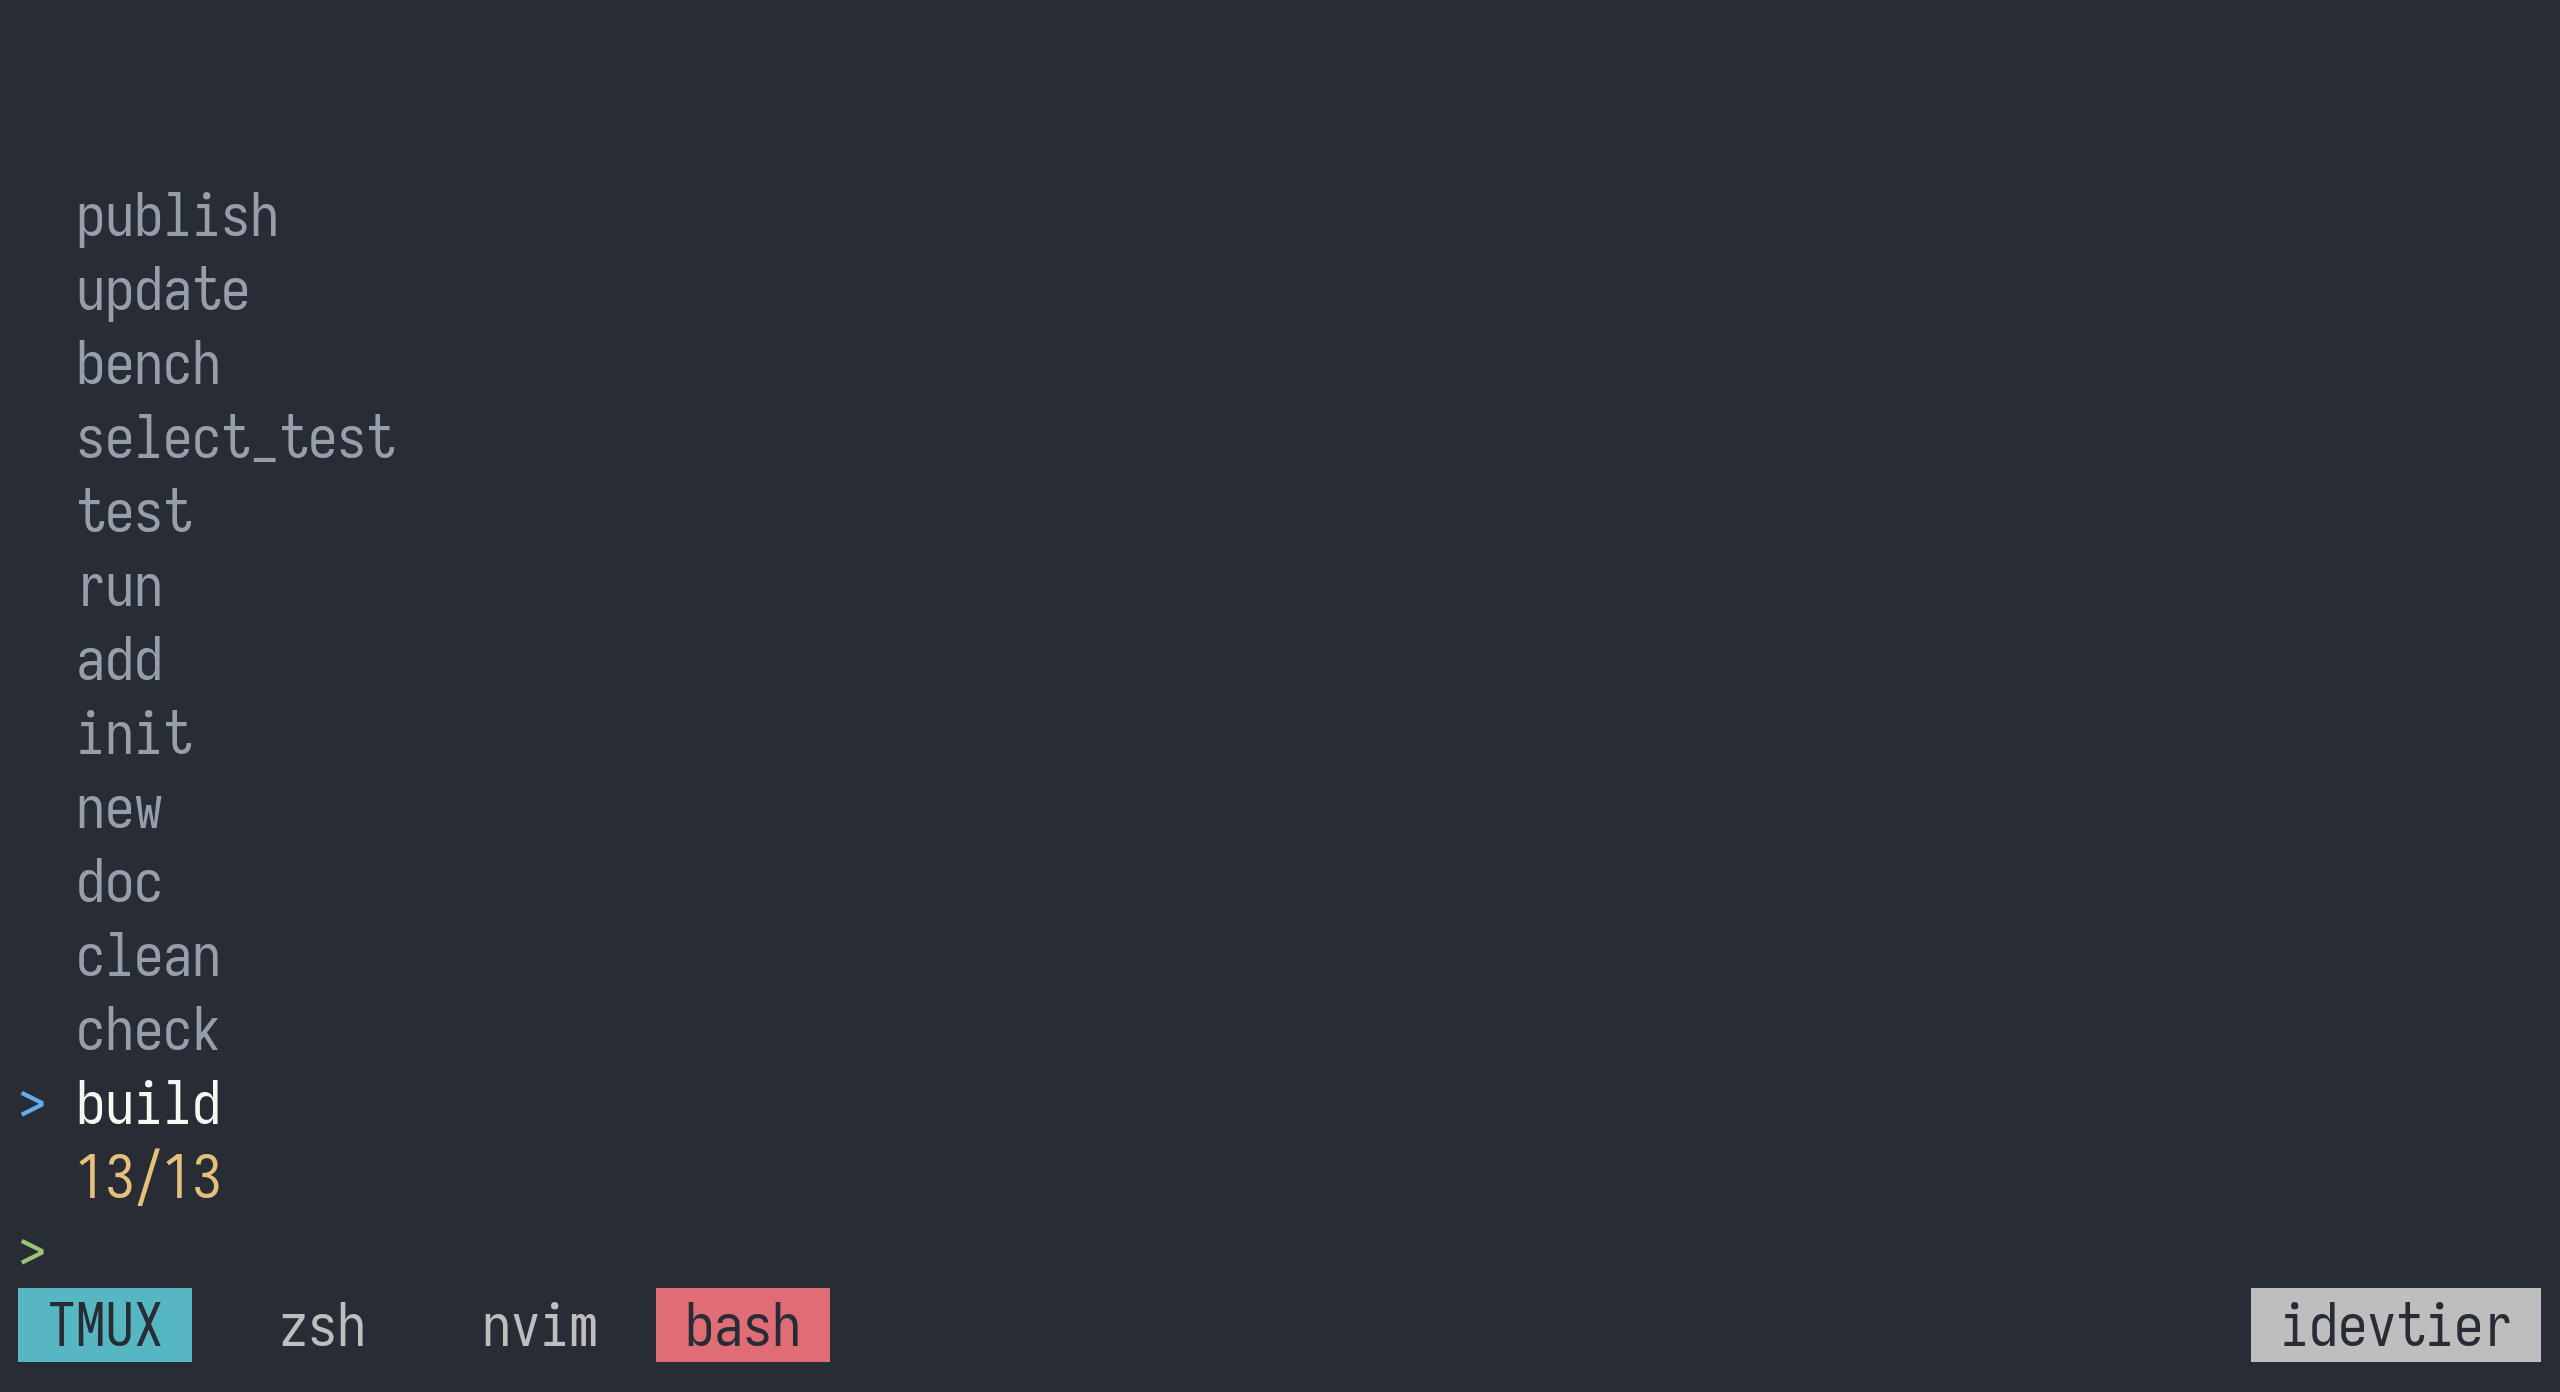 publish
update
bench
select_test
test
run
add
init
new
doc
clean
check
> build
13/13
>
TMUX zsh nvim bash idevtier